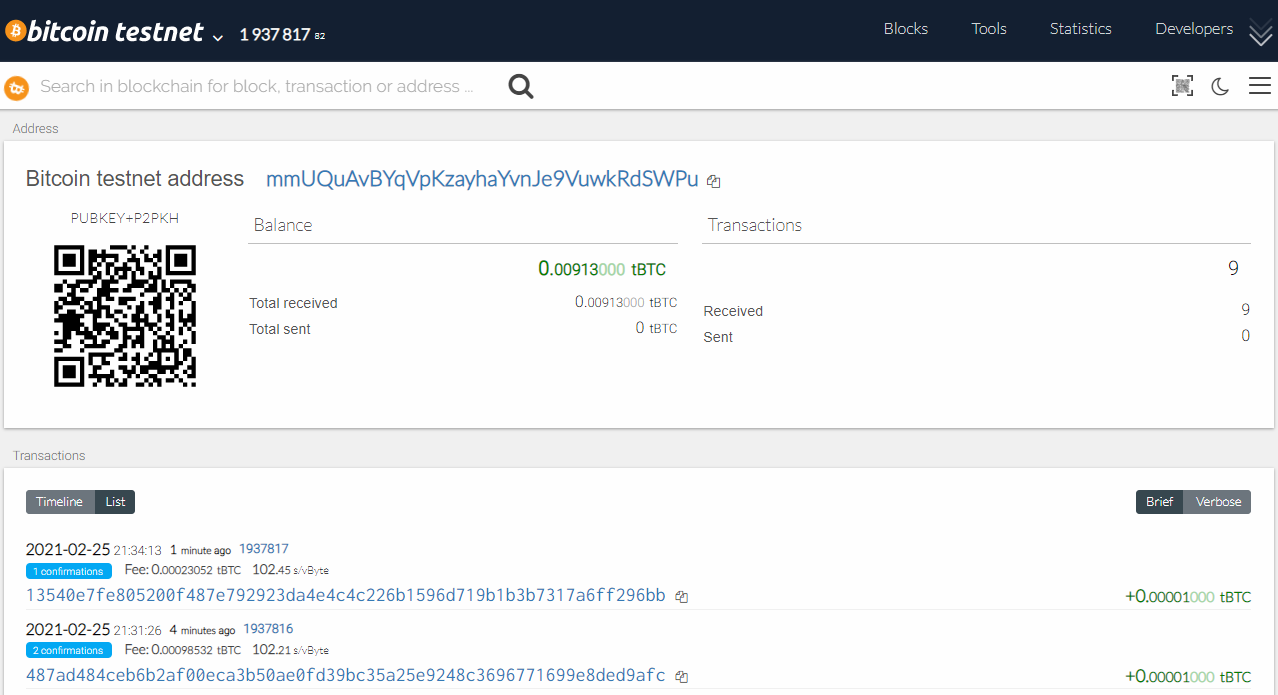 bitcoin testnet 1 937 817 82 Blocks Tools Statistics Developers
Search in blockchain for block, transaction or address ...
Address
Bitcoin testnet address mmUQuAvBYqVpKzayhaYvnJe9VuwkRdSWPu
PUBKEY+P2PKH
Balance
0.00913000 tBTC
Total received 0.00913000 tBTC
Total sent 0 tBTC
Transactions
9
Received 9
Sent 0
Transactions
Timeline List Brief Verbose
2021-02-25 21:34:13 1 minute ago 1937817
1 confirmations Fee: 0.00023052 tBTC 102.45 s/vByte
13540e7fe805200f487e792923da4e4c4c226b1596d719b1b3b7317a6ff296bb +0.00001000 tBTC
2021-02-25 21:31:26 4 minutes ago 1937816
2 confirmations Fee: 0.00098532 tBTC 102.21 s/vByte
487ad484ceb6b2af00eca3b50ae0fd39bc35a25e9248c3696771699e8ded9afc +0.00001000 tBTC